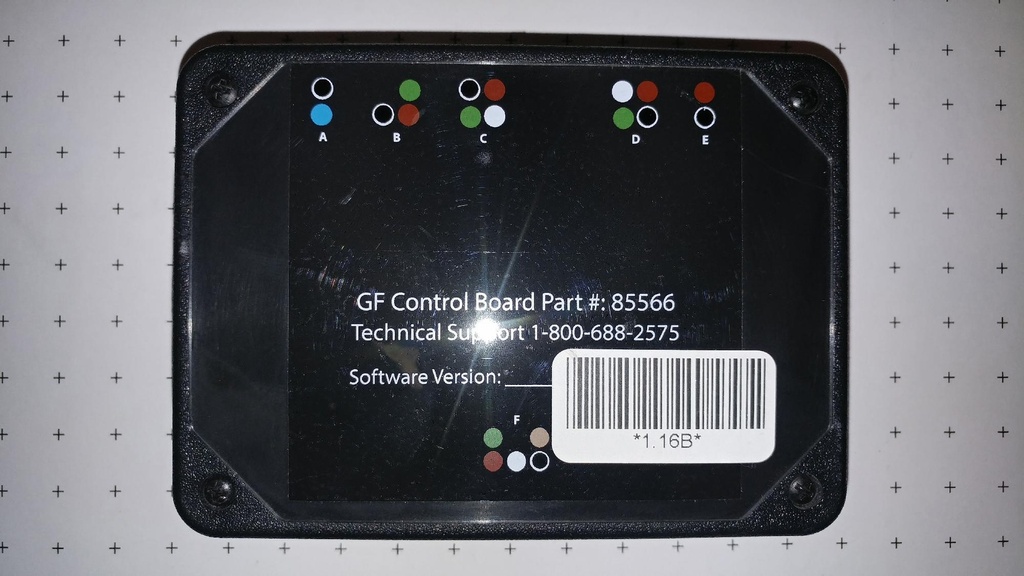 A B C D E
GF Control Board Part #: 85566
Technical Support 1-800-688-2575
Software Version:
*1.16B*
F